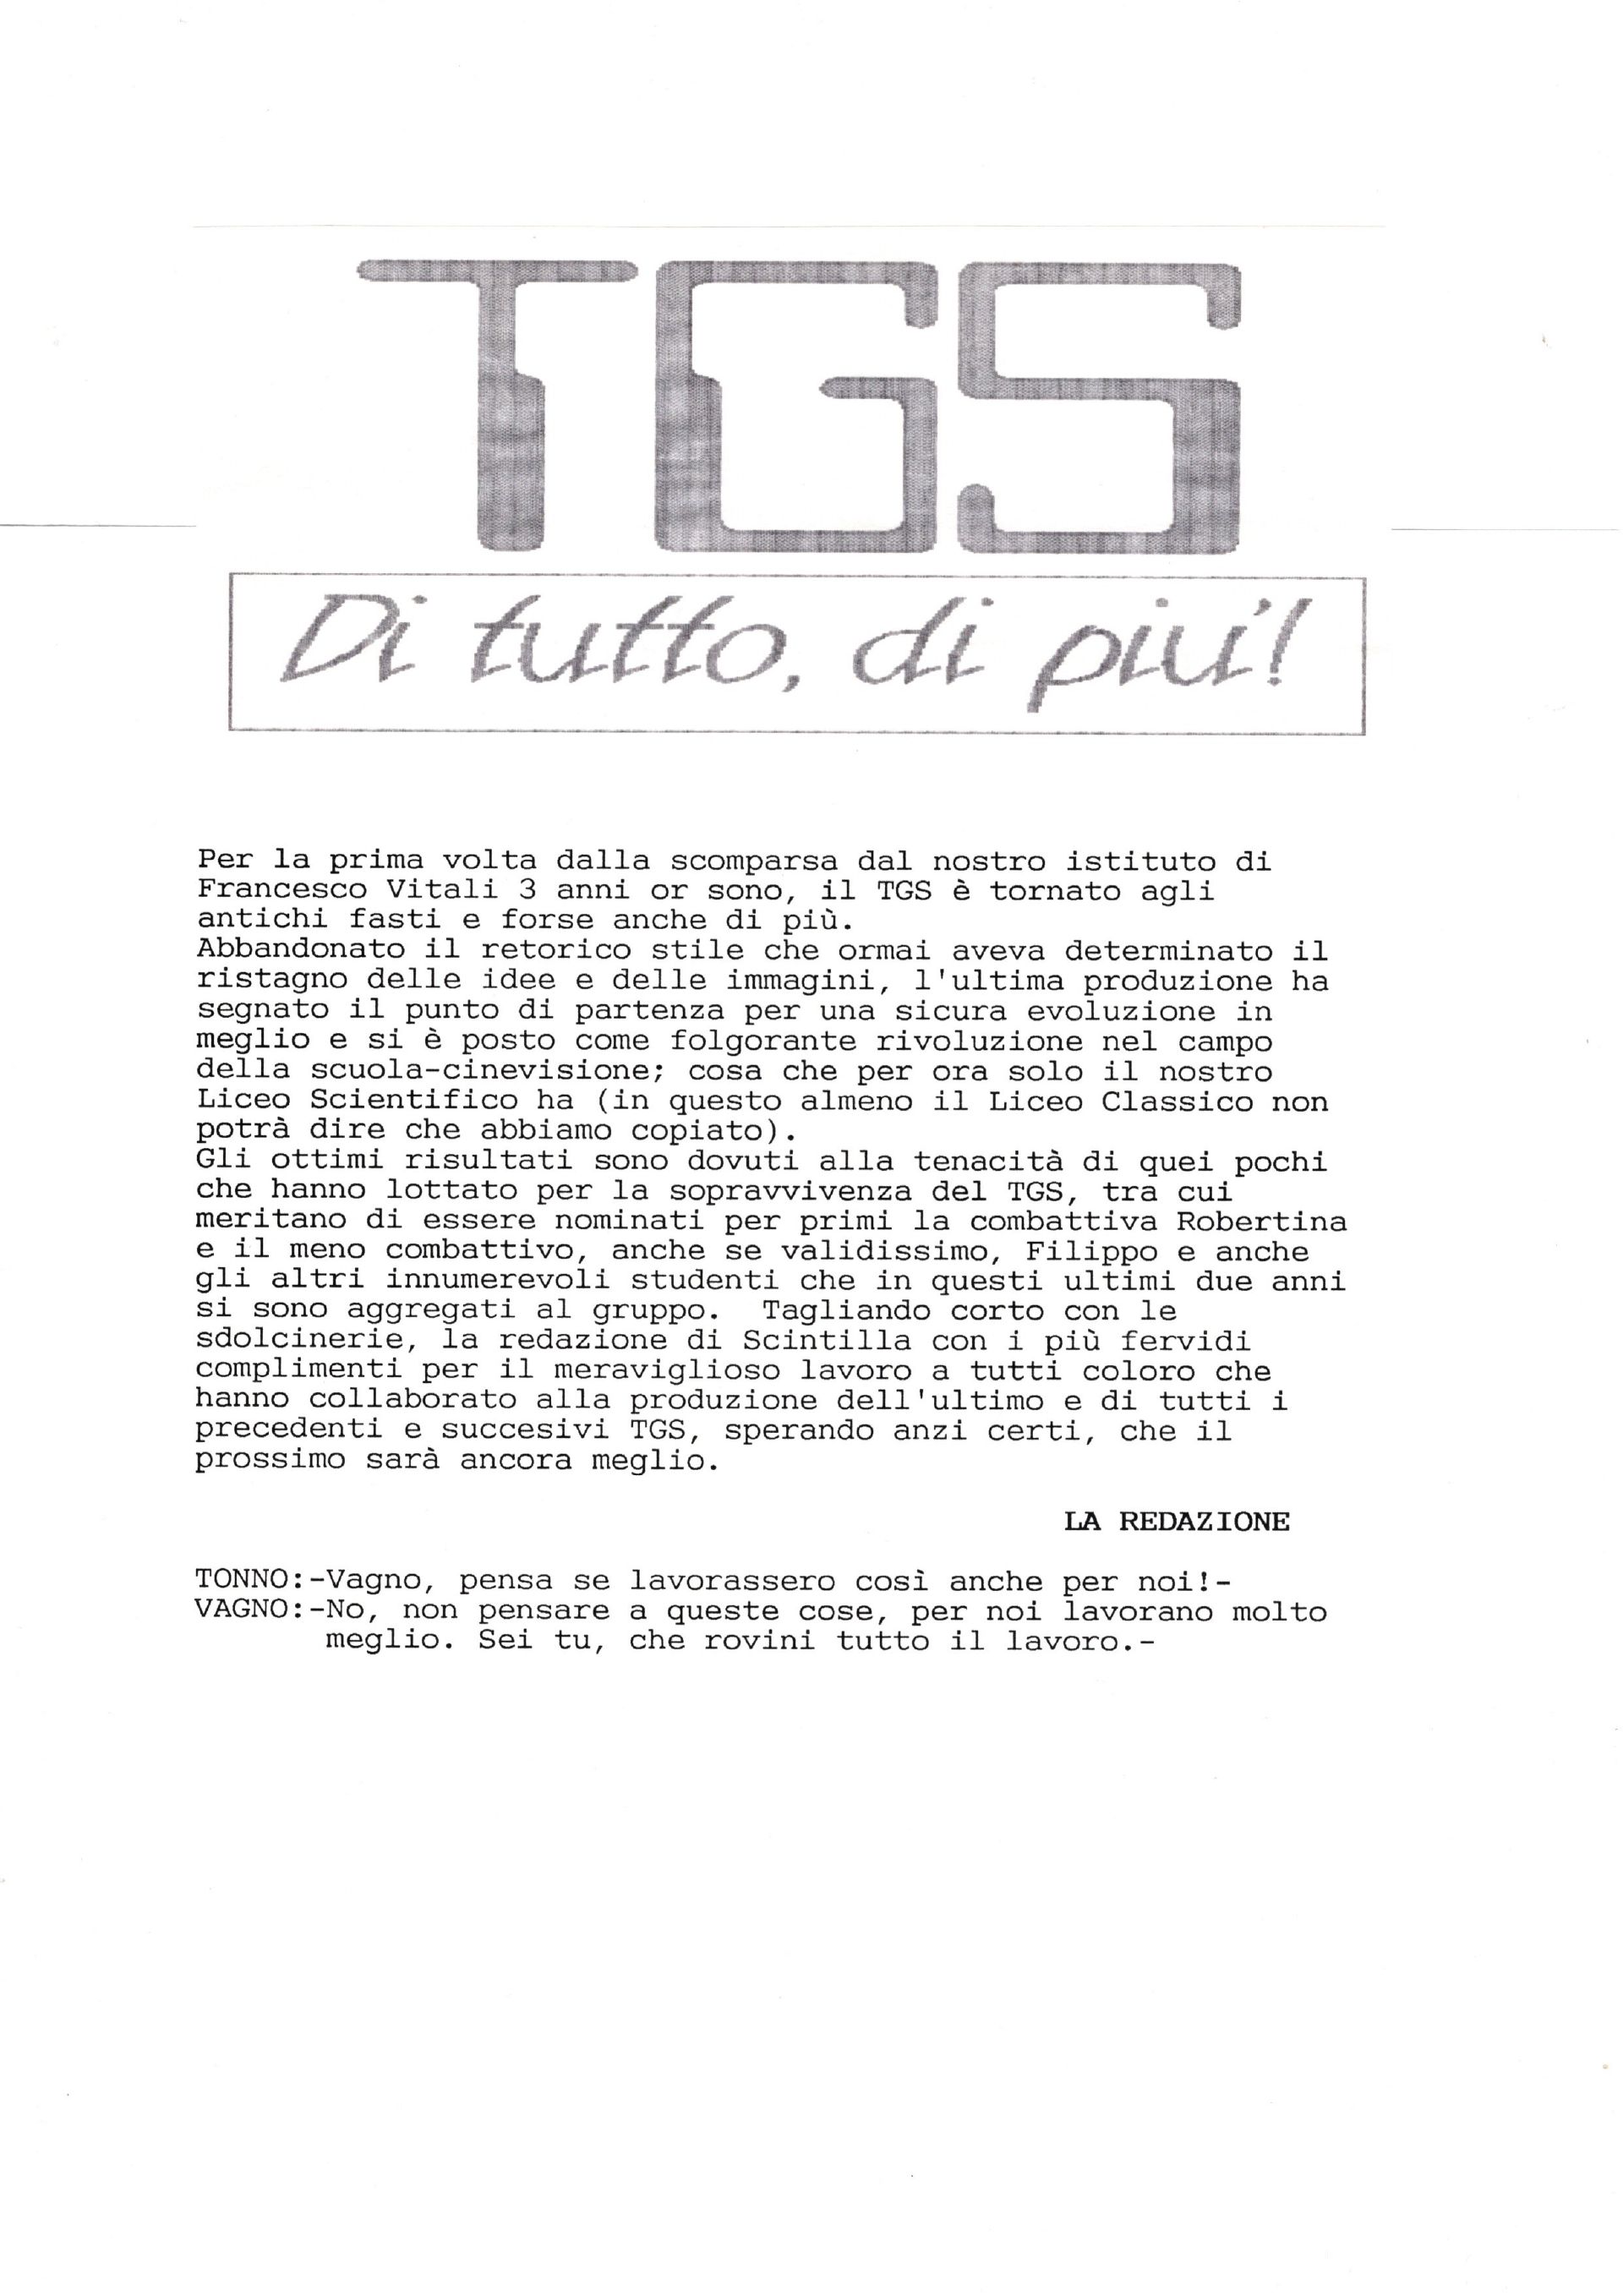 TGS
Di tutto, di piu'!
Per la prima volta dalla scomparsa dal nostro istituto di
Francesco Vitali 3 anni or sono, il TGS è tornato agli
antichi fasti e forse anche di più.
Abbandonato il retorico stile che ormai aveva determinato il
ristagno delle idee e delle immagini, l'ultima produzione ha
segnato il punto di partenza per una sicura evoluzione in
meglio e si è posto come folgorante rivoluzione nel campo
della scuola-cinevisione; cosa che per ora solo il nostro
Liceo Scientifico ha (in questo almeno il Liceo Classico non
potrà dire che abbiamo copiato).
Gli ottimi risultati sono dovuti alla tenacità di quei pochi
che hanno lottato per la sopravvivenza del TGS, tra cui
meritano di essere nominati per primi la combattiva Robertina
e il meno combattivo, anche se validissimo, Filippo e anche
gli altri innumerevoli studenti che in questi ultimi due anni
si sono aggregati al gruppo.  Tagliando corto con le
sdolcinerie, la redazione di Scintilla con i più fervidi
complimenti per il meraviglioso lavoro a tutti coloro che
hanno collaborato alla produzione dell'ultimo e di tutti i
precedenti e succesivi TGS, sperando anzi certi, che il
prossimo sarà ancora meglio.
LA REDAZIONE
TONNO:-Vagno, pensa se lavorassero così anche per noi!-
VAGNO:-No, non pensare a queste cose, per noi lavorano molto
meglio. Sei tu, che rovini tutto il lavoro.-